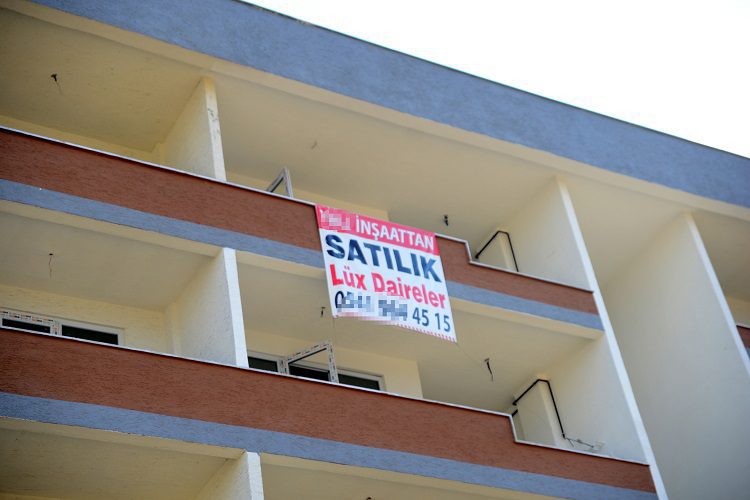 İNŞAATTAN
SATILIK
Lüx Daireler
45 15